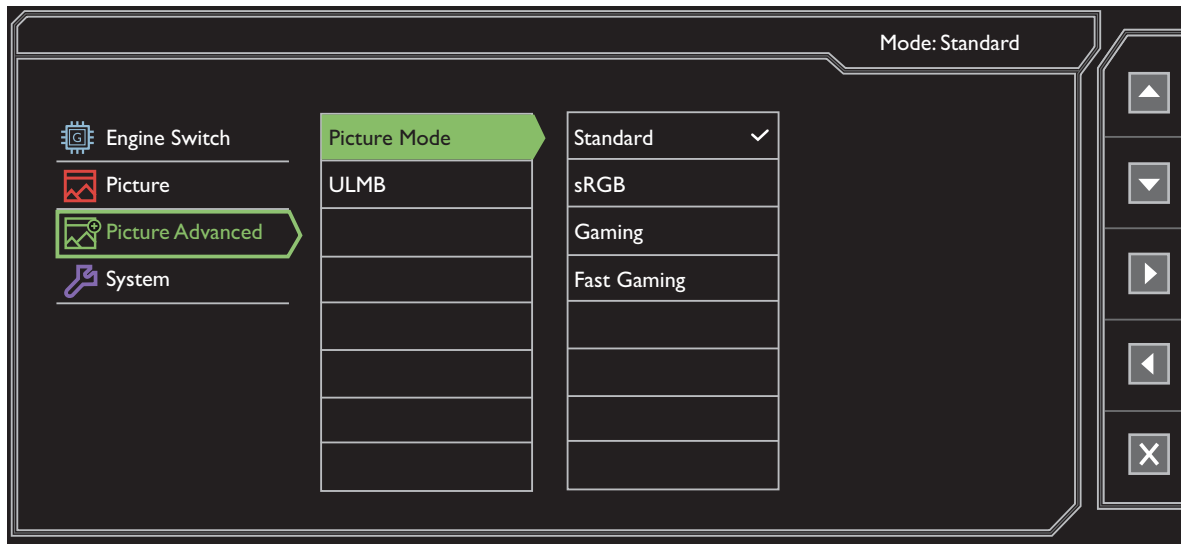 Mode: Standard
Engine Switch
Picture
Picture Advanced
System
Picture Mode
ULMB
Standard
sRGB
Gaming
Fast Gaming
G
X